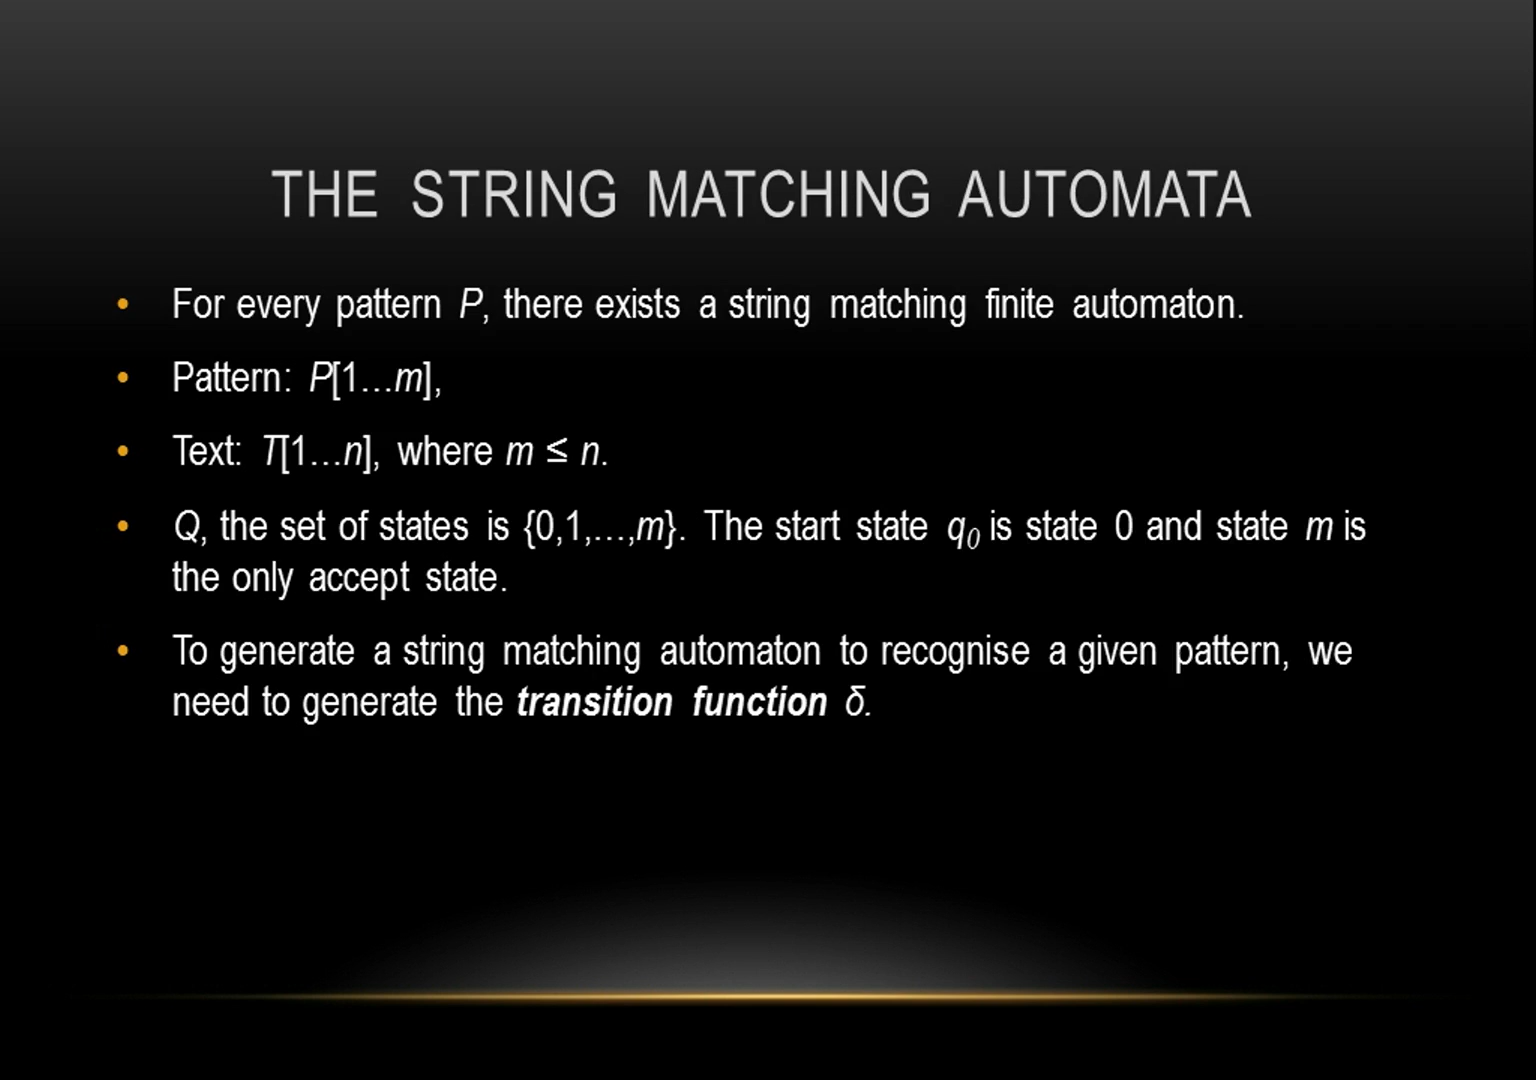 THE STRING MATCHING AUTOMATA
• For every pattern P, there exists a string matching finite automaton.
• Pattern: P[1…m],
• Text: T[1…n], where m ≤ n.
• Q, the set of states is {0,1,…,m}. The start state q₀ is state 0 and state m is
the only accept state.
• To generate a string matching automaton to recognise a given pattern, we
need to generate the transition function δ.